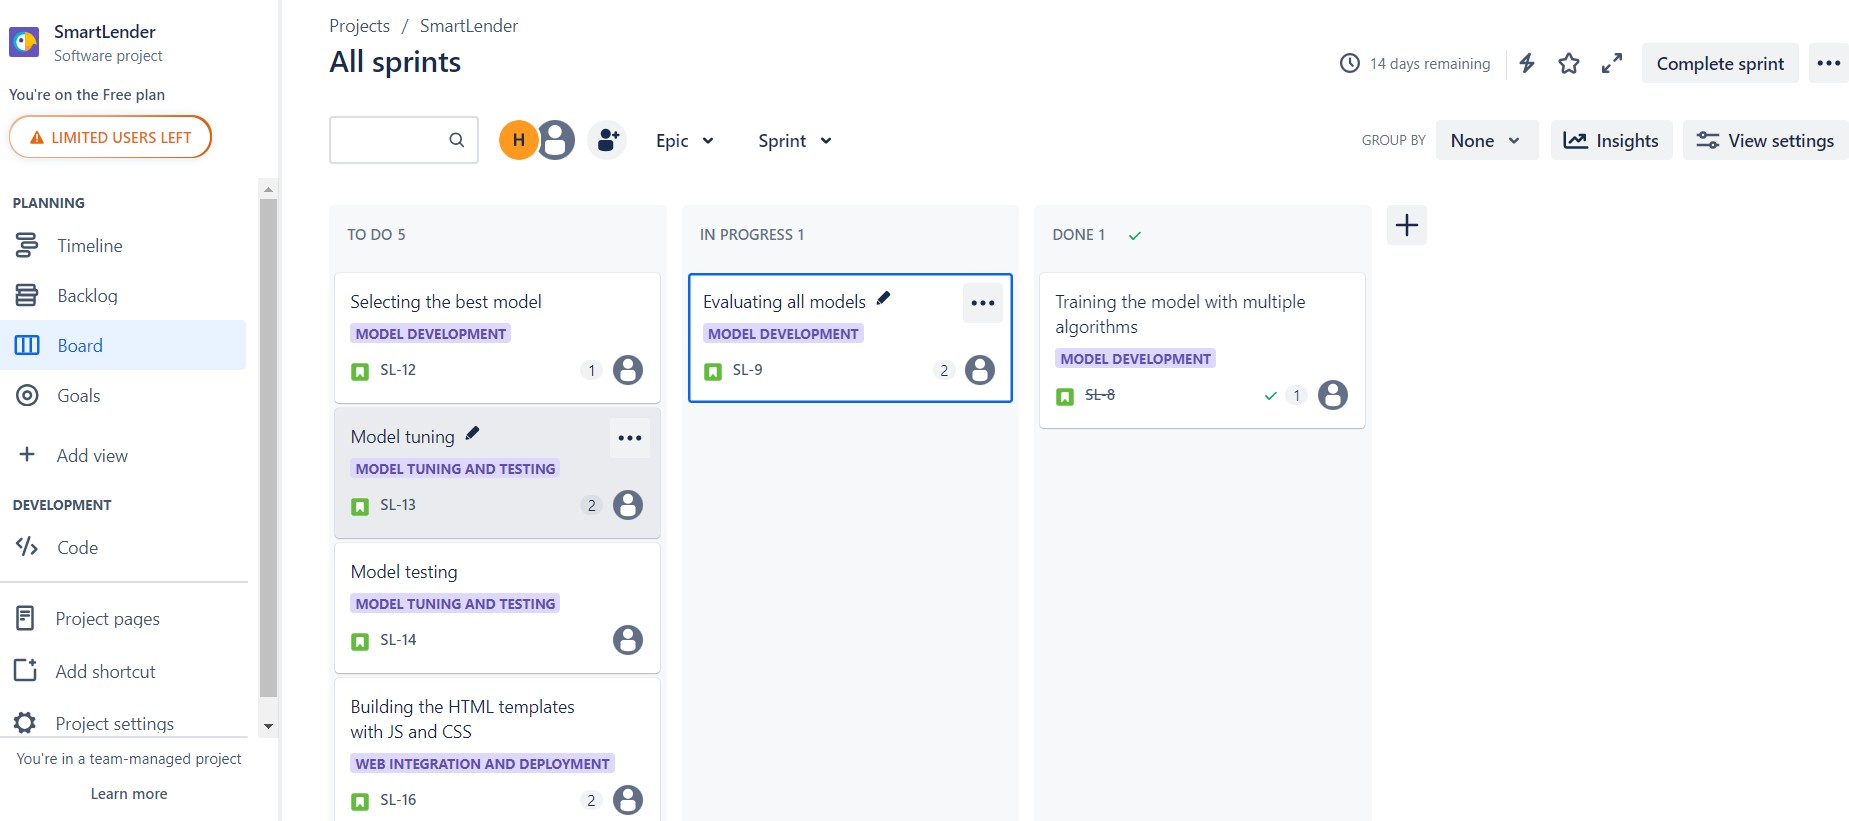 SmartLender
Software project
You're on the Free plan
LIMITED USERS LEFT
PLANNING
Timeline
Backlog
Board
Goals
Add view
DEVELOPMENT
Code
Project pages
Add shortcut
Project settings
You're in a team-managed project
Learn more
Projects / SmartLender
All sprints
14 days remaining
Complete sprint
H
Epic
Sprint
GROUP BY
None
Insights
View settings
TO DO 5
Selecting the best model
MODEL DEVELOPMENT
SL-12
1
Model tuning
MODEL TUNING AND TESTING
SL-13
2
Model testing
MODEL TUNING AND TESTING
SL-14
Building the HTML templates
with JS and CSS
WEB INTEGRATION AND DEPLOYMENT
SL-16
2
IN PROGRESS 1
Evaluating all models
MODEL DEVELOPMENT
SL-9
2
DONE 1
Training the model with multiple
algorithms
MODEL DEVELOPMENT
SL-8
1